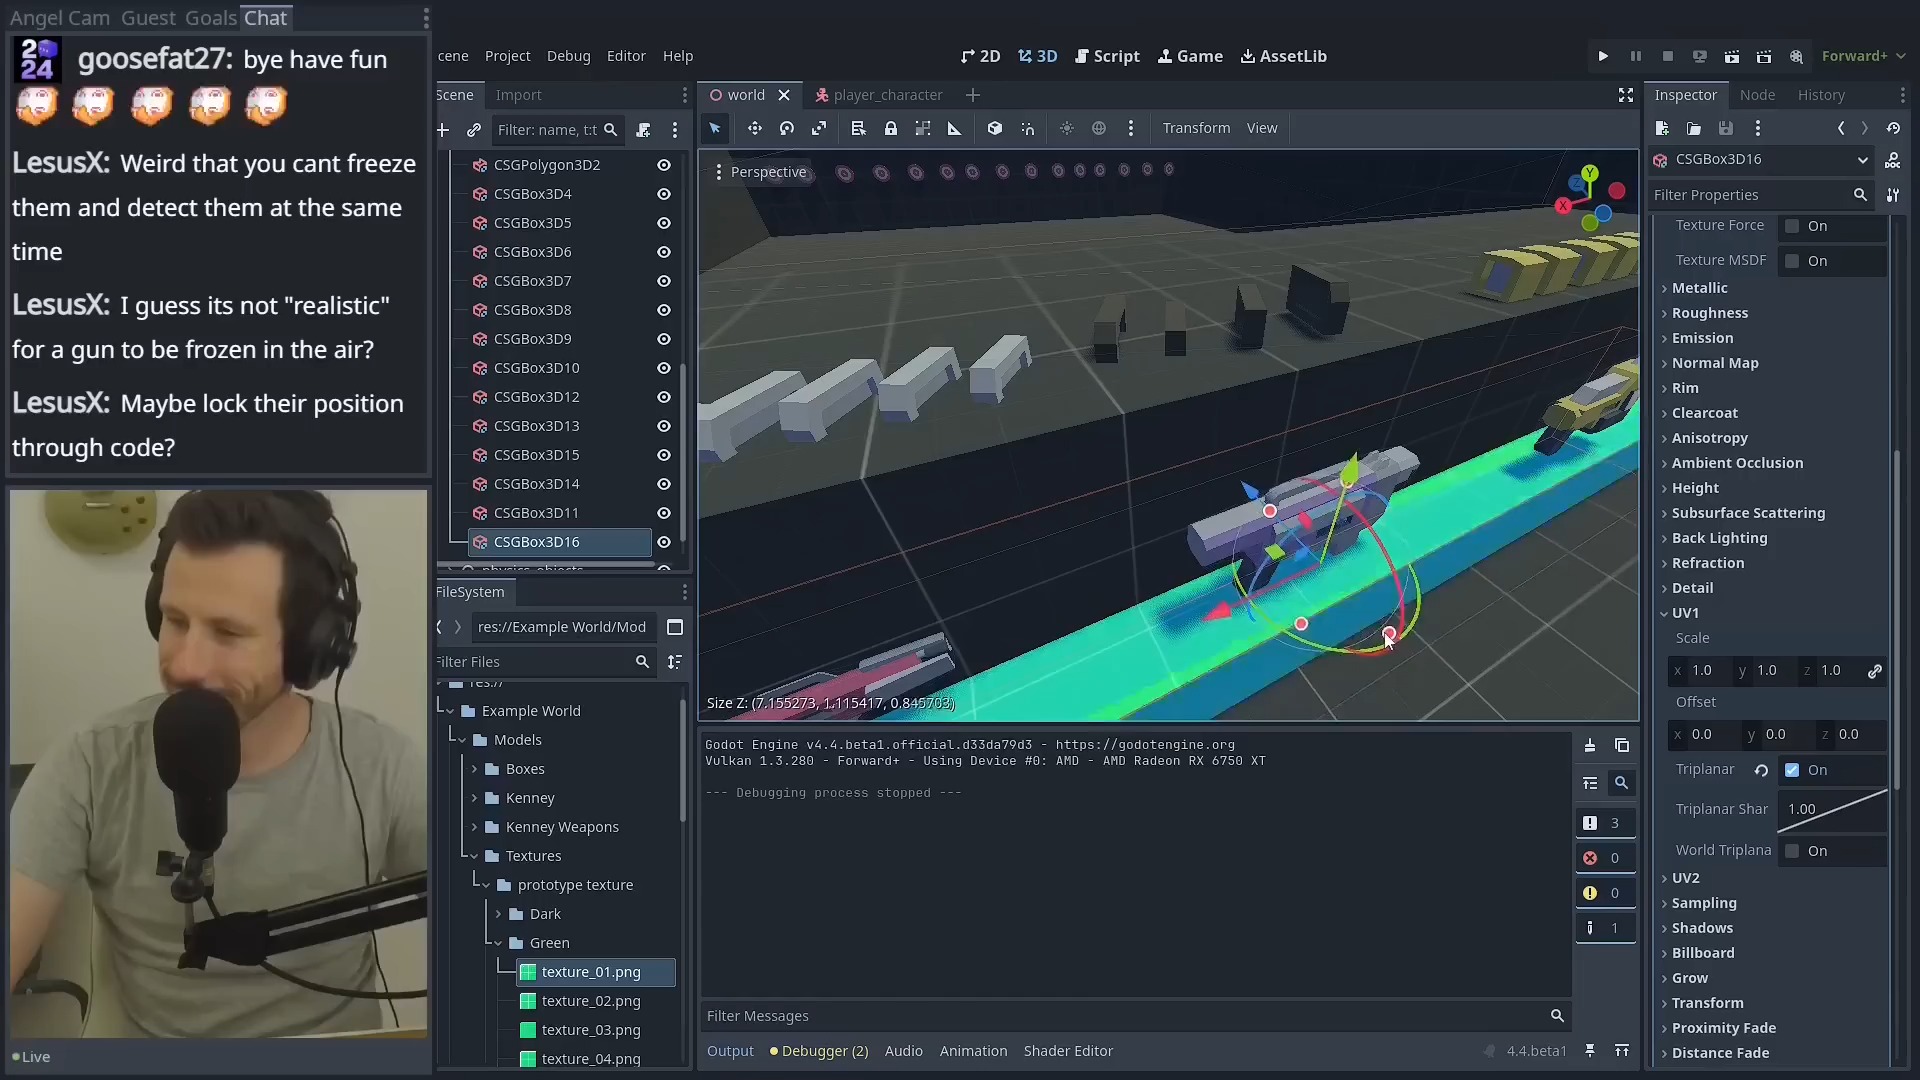 Angel Cam Guest Goals Chat
2024
goosefat27: bye have fun
LesusX: Weird that you cant freeze
them and detect them at the same
time
LesusX: I guess its not "realistic"
for a gun to be frozen in the air?
LesusX: Maybe lock their position
through code?
Live
cene Project Debug Editor Help
2D 3D Script Game AssetLib
Forward+
Scene Import
Filter: name, t:t
CSGPolygon3D2
CSGBox3D4
CSGBox3D5
CSGBox3D6
CSGBox3D7
CSGBox3D8
CSGBox3D9
CSGBox3D10
CSGBox3D12
CSGBox3D13
CSGBox3D15
CSGBox3D14
CSGBox3D11
CSGBox3D16
physics_objects
FileSystem
res://Example World/Mod
Filter Files
res://
Example World
Models
Boxes
Kenney
Kenney Weapons
Textures
prototype texture
Dark
Green
texture_01.png
texture_02.png
texture_03.png
texture_04.png
world player_character
Transform View
Perspective
Y
Z
X
Size Z: (7.155273, 1.115417, 0.845703)
Godot Engine v4.4.beta1.official.d33da79d3 - https://godotengine.org
Vulkan 1.3.280 - Forward+ - Using Device #0: AMD - AMD Radeon RX 6750 XT
--- Debugging process stopped ---
3
0
0
1
Filter Messages
Output Debugger (2) Audio Animation Shader Editor 4.4.beta1
Inspector Node History
CSGBox3D16
Filter Properties
Texture Force On
Texture MSDF On
Metallic
Roughness
Emission
Normal Map
Rim
Clearcoat
Anisotropy
Ambient Occlusion
Height
Subsurface Scattering
Back Lighting
Refraction
Detail
UV1
Scale
x 1.0 y 1.0 z 1.0
Offset
x 0.0 y 0.0 z 0.0
Triplanar On
Triplanar Shar 1.00
World Triplana On
UV2
Sampling
Shadows
Billboard
Grow
Transform
Proximity Fade
Distance Fade